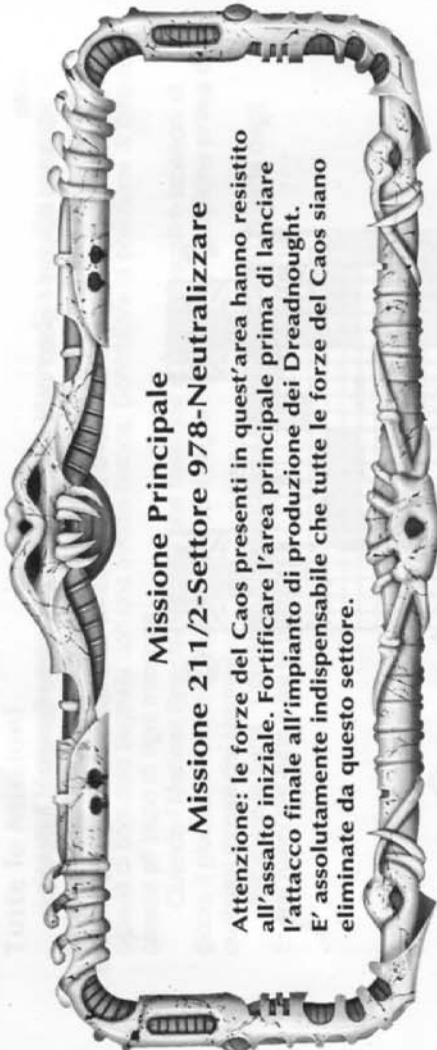 Missione Principale
Missione 211/2-Settore 978-Neutralizzare
Attenzione: le forze del Caos presenti in quest'area hanno resistito
all'assalto iniziale. Fortificare l'area principale prima di lanciare
l'attacco finale all'impianto di produzione dei Dreadnought.
E' assolutamente indispensabile che tutte le forze del Caos siano
eliminate da questo settore.